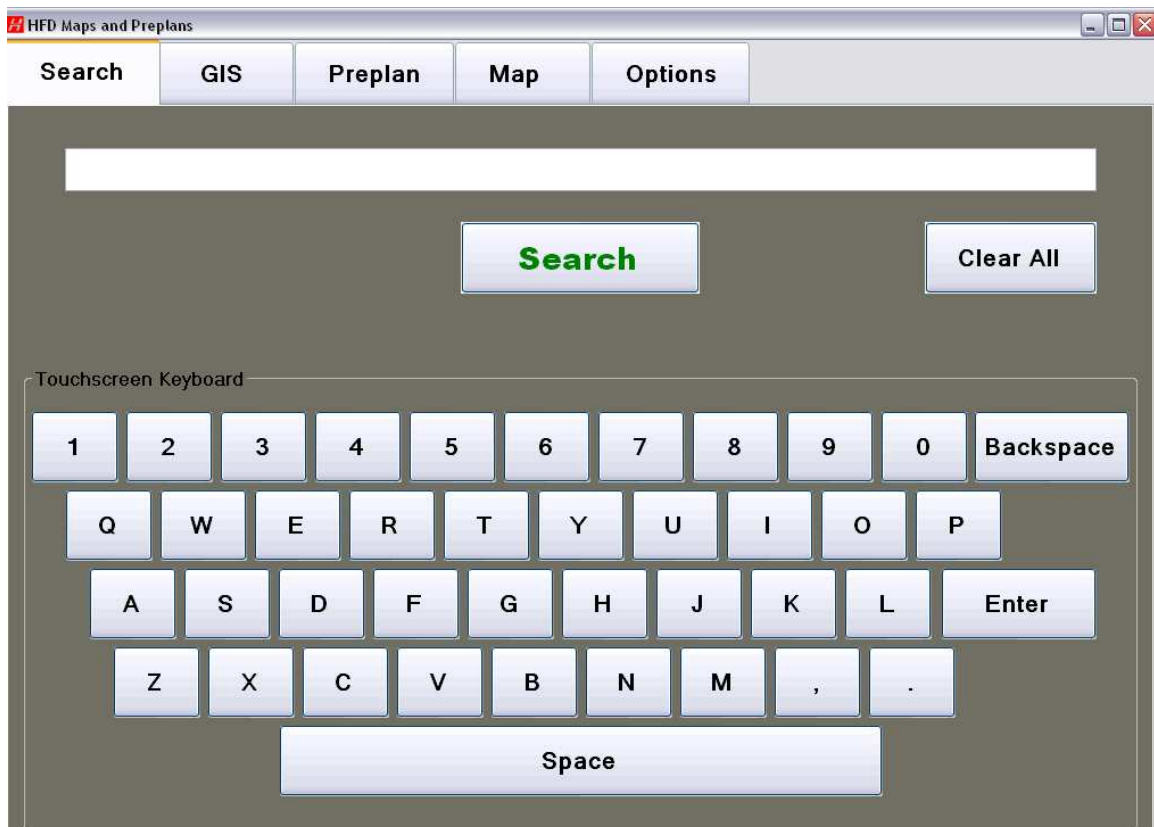 HFD Maps and Preplans
Search GIS Preplan Map Options
Search Clear All
Touchscreen Keyboard
1 2 3 4 5 6 7 8 9 0 Backspace
Q W E R T Y U I O P
A S D F G H J K L Enter
Z X C V B N M , .
Space